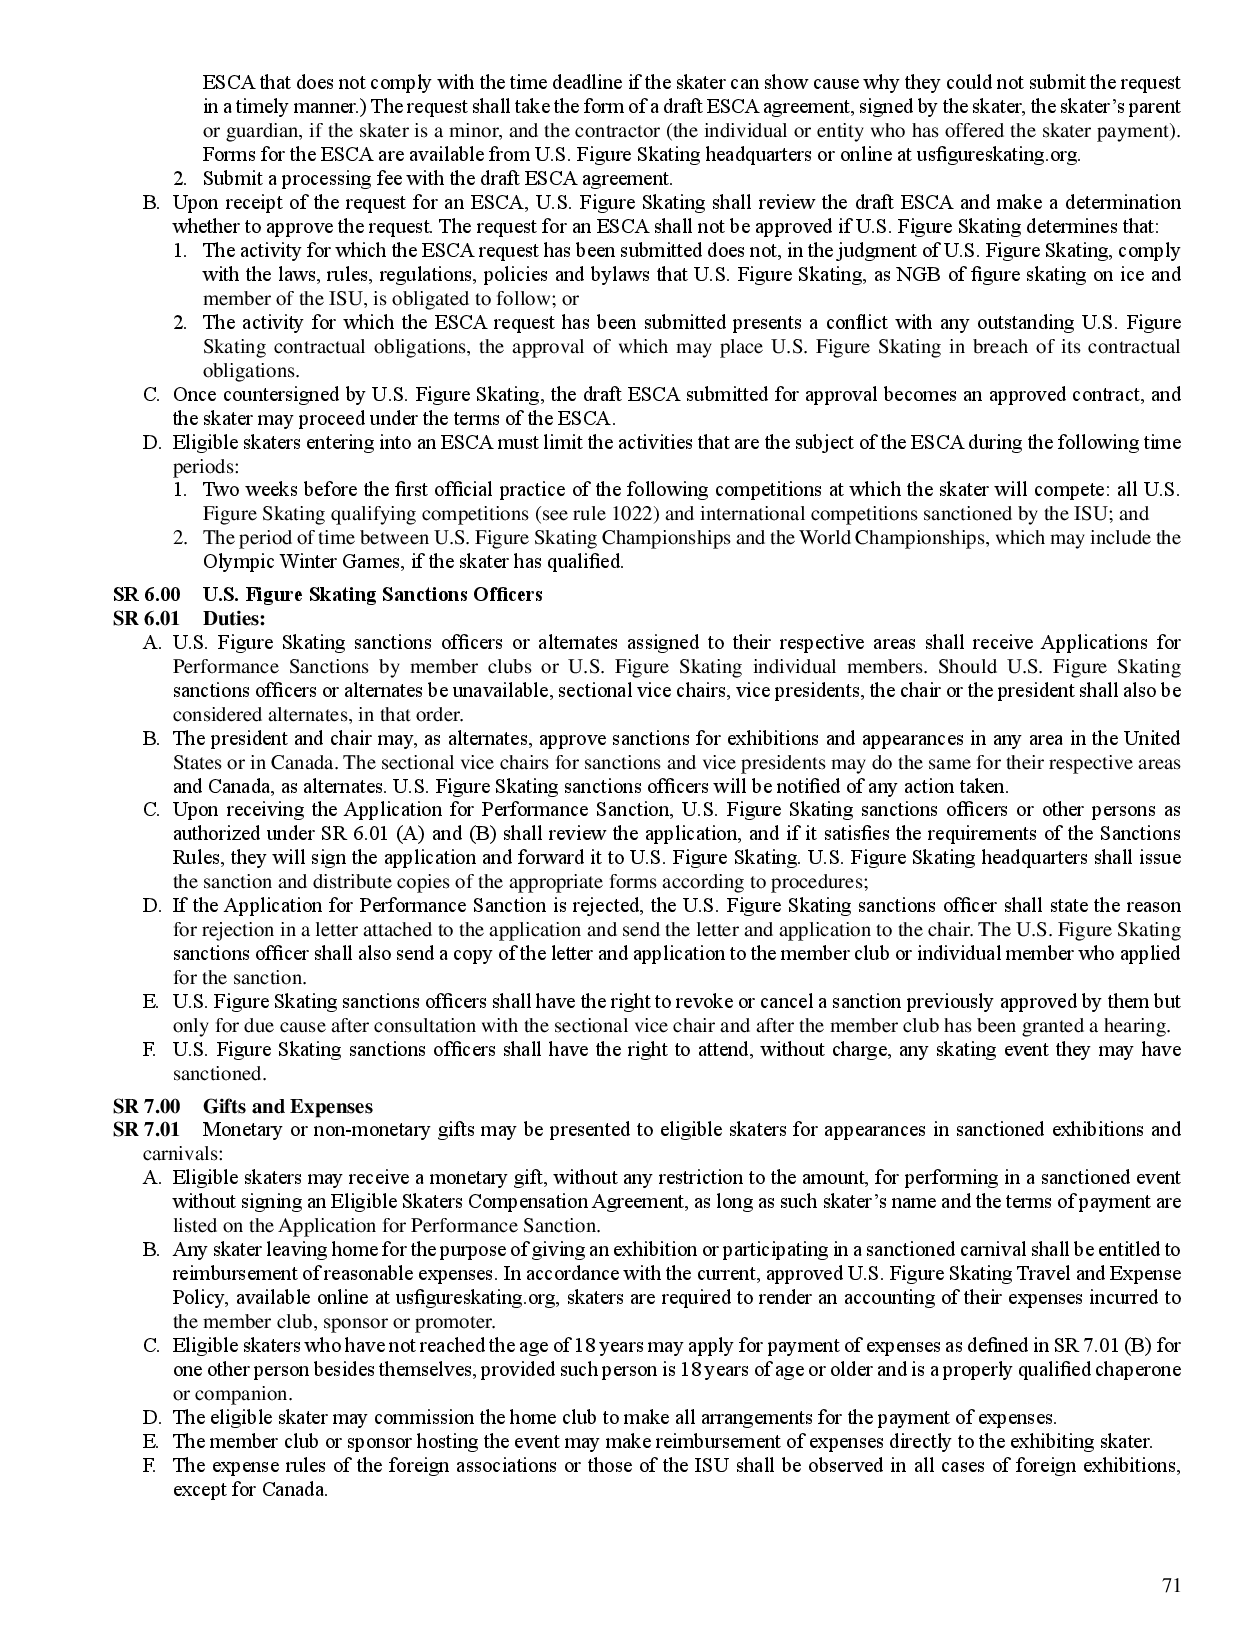 ESCA that does not comply with the time deadline if the skater can show cause why they could not submit the request
in a timely manner.) The request shall take the form of a draft ESCA agreement, signed by the skater, the skater's parent
or guardian, if the skater is a minor, and the contractor (the individual or entity who has offered the skater payment).
Forms for the ESCA are available from U.S. Figure Skating headquarters or online at usfigureskating.org.
2. Submit a processing fee with the draft ESCA agreement.
B. Upon receipt of the request for an ESCA, U.S. Figure Skating shall review the draft ESCA and make a determination
whether to approve the request. The request for an ESCA shall not be approved if U.S. Figure Skating determines that:
1. The activity for which the ESCA request has been submitted does not, in the judgment of U.S. Figure Skating, comply
with the laws, rules, regulations, policies and bylaws that U.S. Figure Skating, as NGB of figure skating on ice and
member of the ISU, is obligated to follow; or
2. The activity for which the ESCA request has been submitted presents a conflict with any outstanding U.S. Figure
Skating contractual obligations, the approval of which may place U.S. Figure Skating in breach of its contractual
obligations.
C. Once countersigned by U.S. Figure Skating, the draft ESCA submitted for approval becomes an approved contract, and
the skater may proceed under the terms of the ESCA.
D. Eligible skaters entering into an ESCA must limit the activities that are the subject of the ESCA during the following time
periods:
1. Two weeks before the first official practice of the following competitions at which the skater will compete: all U.S.
Figure Skating qualifying competitions (see rule 1022) and international competitions sanctioned by the ISU; and
2. The period of time between U.S. Figure Skating Championships and the World Championships, which may include the
Olympic Winter Games, if the skater has qualified.
SR 6.00 U.S. Figure Skating Sanctions Officers
SR 6.01 Duties:
A. U.S. Figure Skating sanctions officers or alternates assigned to their respective areas shall receive Applications for
Performance Sanctions by member clubs or U.S. Figure Skating individual members. Should U.S. Figure Skating
sanctions officers or alternates be unavailable, sectional vice chairs, vice presidents, the chair or the president shall also be
considered alternates, in that order.
B. The president and chair may, as alternates, approve sanctions for exhibitions and appearances in any area in the United
States or in Canada. The sectional vice chairs for sanctions and vice presidents may do the same for their respective areas
and Canada, as alternates. U.S. Figure Skating sanctions officers will be notified of any action taken.
C. Upon receiving the Application for Performance Sanction, U.S. Figure Skating sanctions officers or other persons as
authorized under SR 6.01 (A) and (B) shall review the application, and if it satisfies the requirements of the Sanctions
Rules, they will sign the application and forward it to U.S. Figure Skating. U.S. Figure Skating headquarters shall issue
the sanction and distribute copies of the appropriate forms according to procedures;
D. If the Application for Performance Sanction is rejected, the U.S. Figure Skating sanctions officer shall state the reason
for rejection in a letter attached to the application and send the letter and application to the chair. The U.S. Figure Skating
sanctions officer shall also send a copy of the letter and application to the member club or individual member who applied
for the sanction.
E. U.S. Figure Skating sanctions officers shall have the right to revoke or cancel a sanction previously approved by them but
only for due cause after consultation with the sectional vice chair and after the member club has been granted a hearing.
F. U.S. Figure Skating sanctions officers shall have the right to attend, without charge, any skating event they may have
sanctioned.
SR 7.00 Gifts and Expenses
SR 7.01 Monetary or non-monetary gifts may be presented to eligible skaters for appearances in sanctioned exhibitions and
carnivals:
A. Eligible skaters may receive a monetary gift, without any restriction to the amount, for performing in a sanctioned event
without signing an Eligible Skaters Compensation Agreement, as long as such skater's name and the terms of payment are
listed on the Application for Performance Sanction.
B. Any skater leaving home for the purpose of giving an exhibition or participating in a sanctioned carnival shall be entitled to
reimbursement of reasonable expenses. In accordance with the current, approved U.S. Figure Skating Travel and Expense
Policy, available online at usfigureskating.org, skaters are required to render an accounting of their expenses incurred to
the member club, sponsor or promoter.
C. Eligible skaters who have not reached the age of 18 years may apply for payment of expenses as defined in SR 7.01 (B) for
one other person besides themselves, provided such person is 18 years of age or older and is a properly qualified chaperone
or companion.
D. The eligible skater may commission the home club to make all arrangements for the payment of expenses.
E. The member club or sponsor hosting the event may make reimbursement of expenses directly to the exhibiting skater.
F. The expense rules of the foreign associations or those of the ISU shall be observed in all cases of foreign exhibitions,
except for Canada.
71